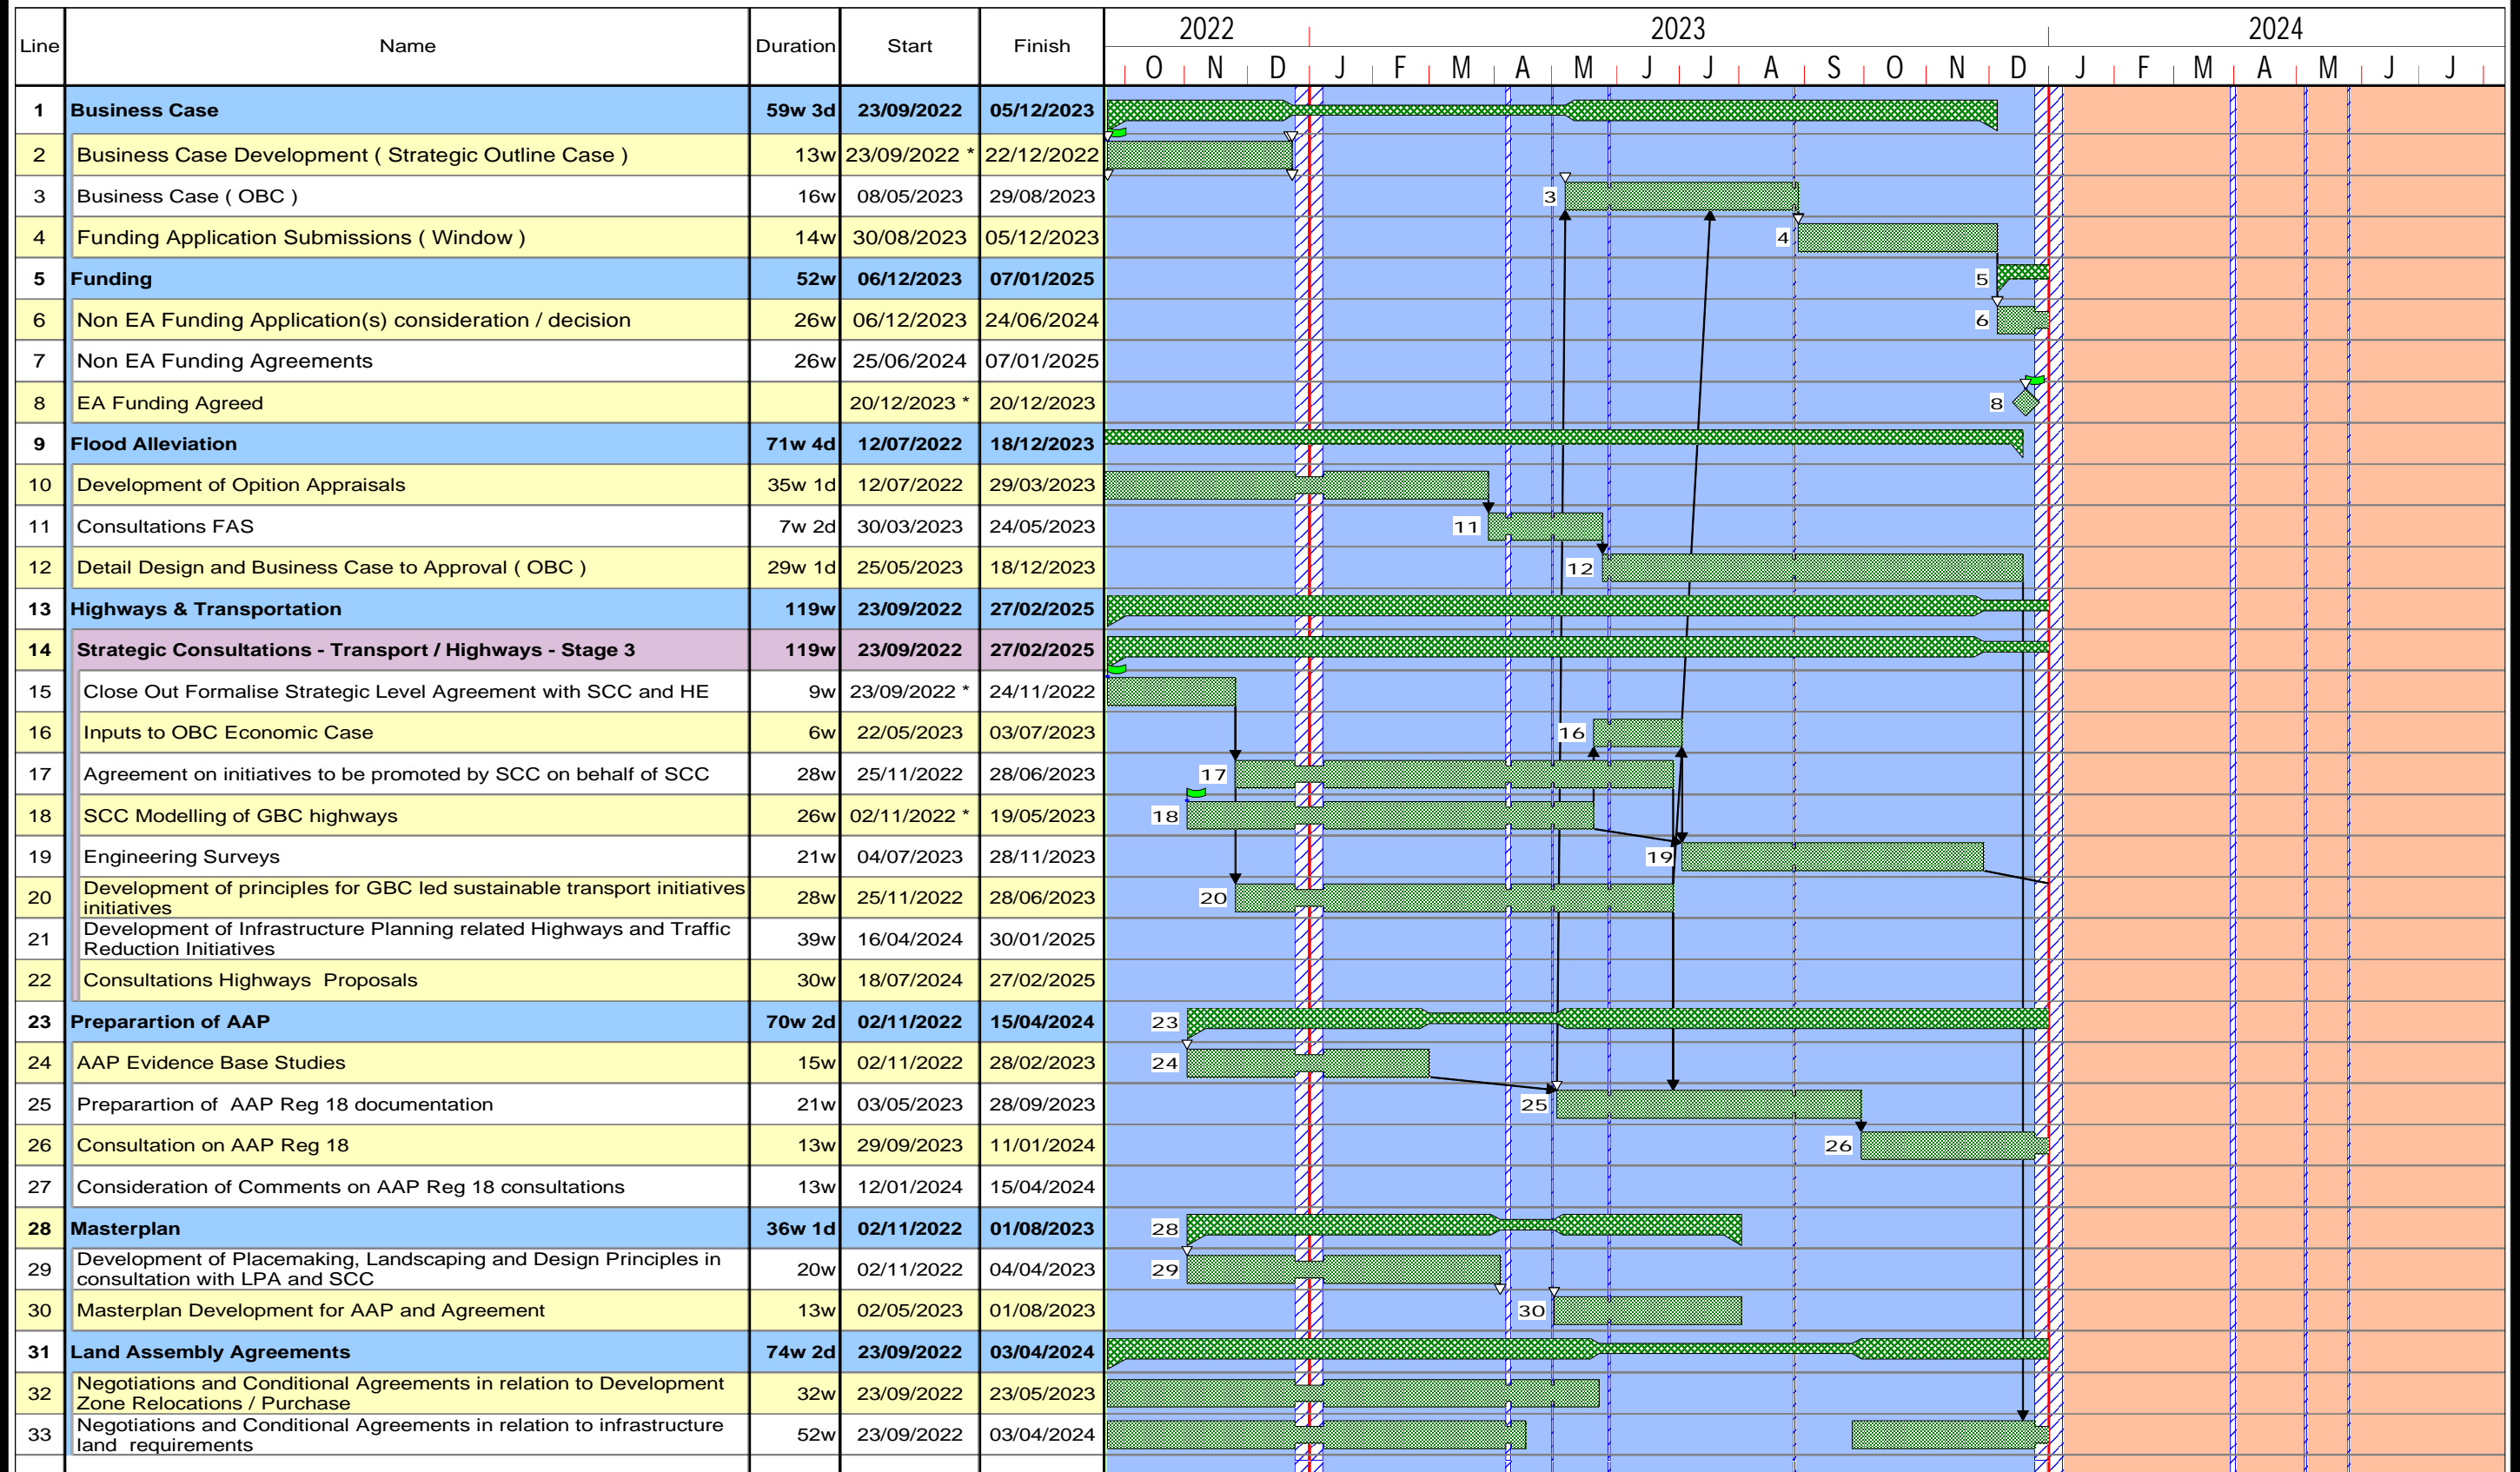 Line Name Duration Start Finish 2022 2023 2024
O N D J F M A M J J A S O N D J F M A M J J
1 Business Case 59w 3d 23/09/2022 05/12/2023
2 Business Case Development ( Strategic Outline Case ) 13w 23/09/2022 * 22/12/2022
3 Business Case ( OBC ) 16w 08/05/2023 29/08/2023 3
4 Funding Application Submissions ( Window ) 14w 30/08/2023 05/12/2023 4
5 Funding 52w 06/12/2023 07/01/2025 5
6 Non EA Funding Application(s) consideration / decision 26w 06/12/2023 24/06/2024 6
7 Non EA Funding Agreements 26w 25/06/2024 07/01/2025
8 EA Funding Agreed 20/12/2023 * 20/12/2023 8
9 Flood Alleviation 71w 4d 12/07/2022 18/12/2023
10 Development of Opition Appraisals 35w 1d 12/07/2022 29/03/2023
11 Consultations FAS 7w 2d 30/03/2023 24/05/2023 11
12 Detail Design and Business Case to Approval ( OBC ) 29w 1d 25/05/2023 18/12/2023 12
13 Highways & Transportation 119w 23/09/2022 27/02/2025
14 Strategic Consultations - Transport / Highways - Stage 3 119w 23/09/2022 27/02/2025
15 Close Out Formalise Strategic Level Agreement with SCC and HE 9w 23/09/2022 * 24/11/2022
16 Inputs to OBC Economic Case 6w 22/05/2023 03/07/2023 16
17 Agreement on initiatives to be promoted by SCC on behalf of SCC 28w 25/11/2022 28/06/2023 17
18 SCC Modelling of GBC highways 26w 02/11/2022 * 19/05/2023 18
19 Engineering Surveys 21w 04/07/2023 28/11/2023 19
20 Development of principles for GBC led sustainable transport initiatives
initiatives 28w 25/11/2022 28/06/2023 20
21 Development of Infrastructure Planning related Highways and Traffic
Reduction Initiatives 39w 16/04/2024 30/01/2025
22 Consultations Highways Proposals 30w 18/07/2024 27/02/2025
23 Preparartion of AAP 70w 2d 02/11/2022 15/04/2024 23
24 AAP Evidence Base Studies 15w 02/11/2022 28/02/2023 24
25 Preparartion of AAP Reg 18 documentation 21w 03/05/2023 28/09/2023 25
26 Consultation on AAP Reg 18 13w 29/09/2023 11/01/2024 26
27 Consideration of Comments on AAP Reg 18 consultations 13w 12/01/2024 15/04/2024
28 Masterplan 36w 1d 02/11/2022 01/08/2023 28
29 Development of Placemaking, Landscaping and Design Principles in
consultation with LPA and SCC 20w 02/11/2022 04/04/2023 29
30 Masterplan Development for AAP and Agreement 13w 02/05/2023 01/08/2023 30
31 Land Assembly Agreements 74w 2d 23/09/2022 03/04/2024
32 Negotiations and Conditional Agreements in relation to Development
Zone Relocations / Purchase 32w 23/09/2022 23/05/2023
33 Negotiations and Conditional Agreements in relation to infrastructure
land requirements 52w 23/09/2022 03/04/2024